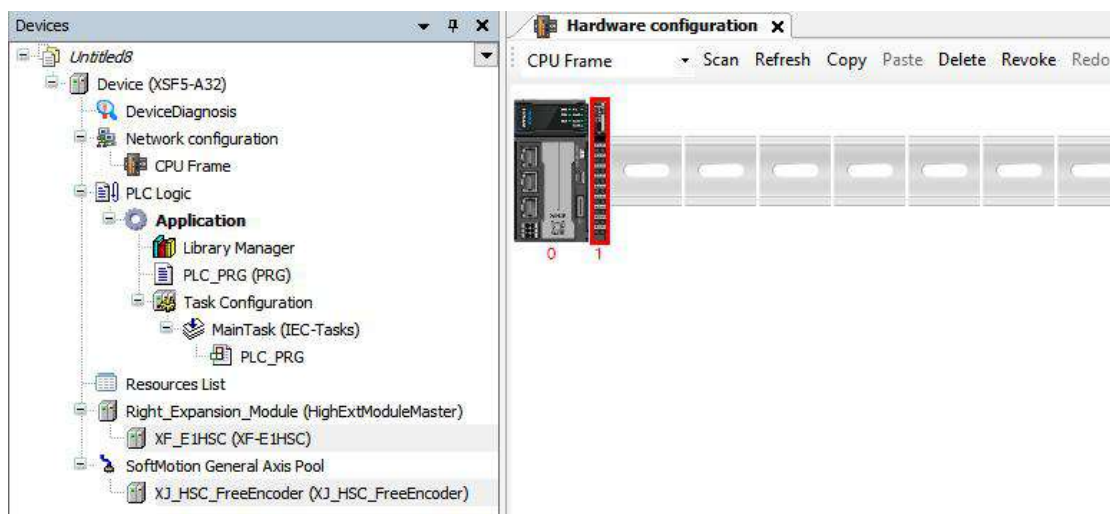 Devices
Untitled8
Device (XSF5-A32)
DeviceDiagnosis
Network configuration
CPU Frame
PLC Logic
Application
Library Manager
PLC_PRG (PRG)
Task Configuration
MainTask (IEC-Tasks)
PLC_PRG
Resources List
Right_Expansion_Module (HighExtModuleMaster)
XF_E1HSC (XF-E1HSC)
SoftMotion General Axis Pool
XJ_HSC_FreeEncoder (XJ_HSC_FreeEncoder)
Hardware configuration
CPU Frame Scan Refresh Copy Paste Delete Revoke Redo
0 1